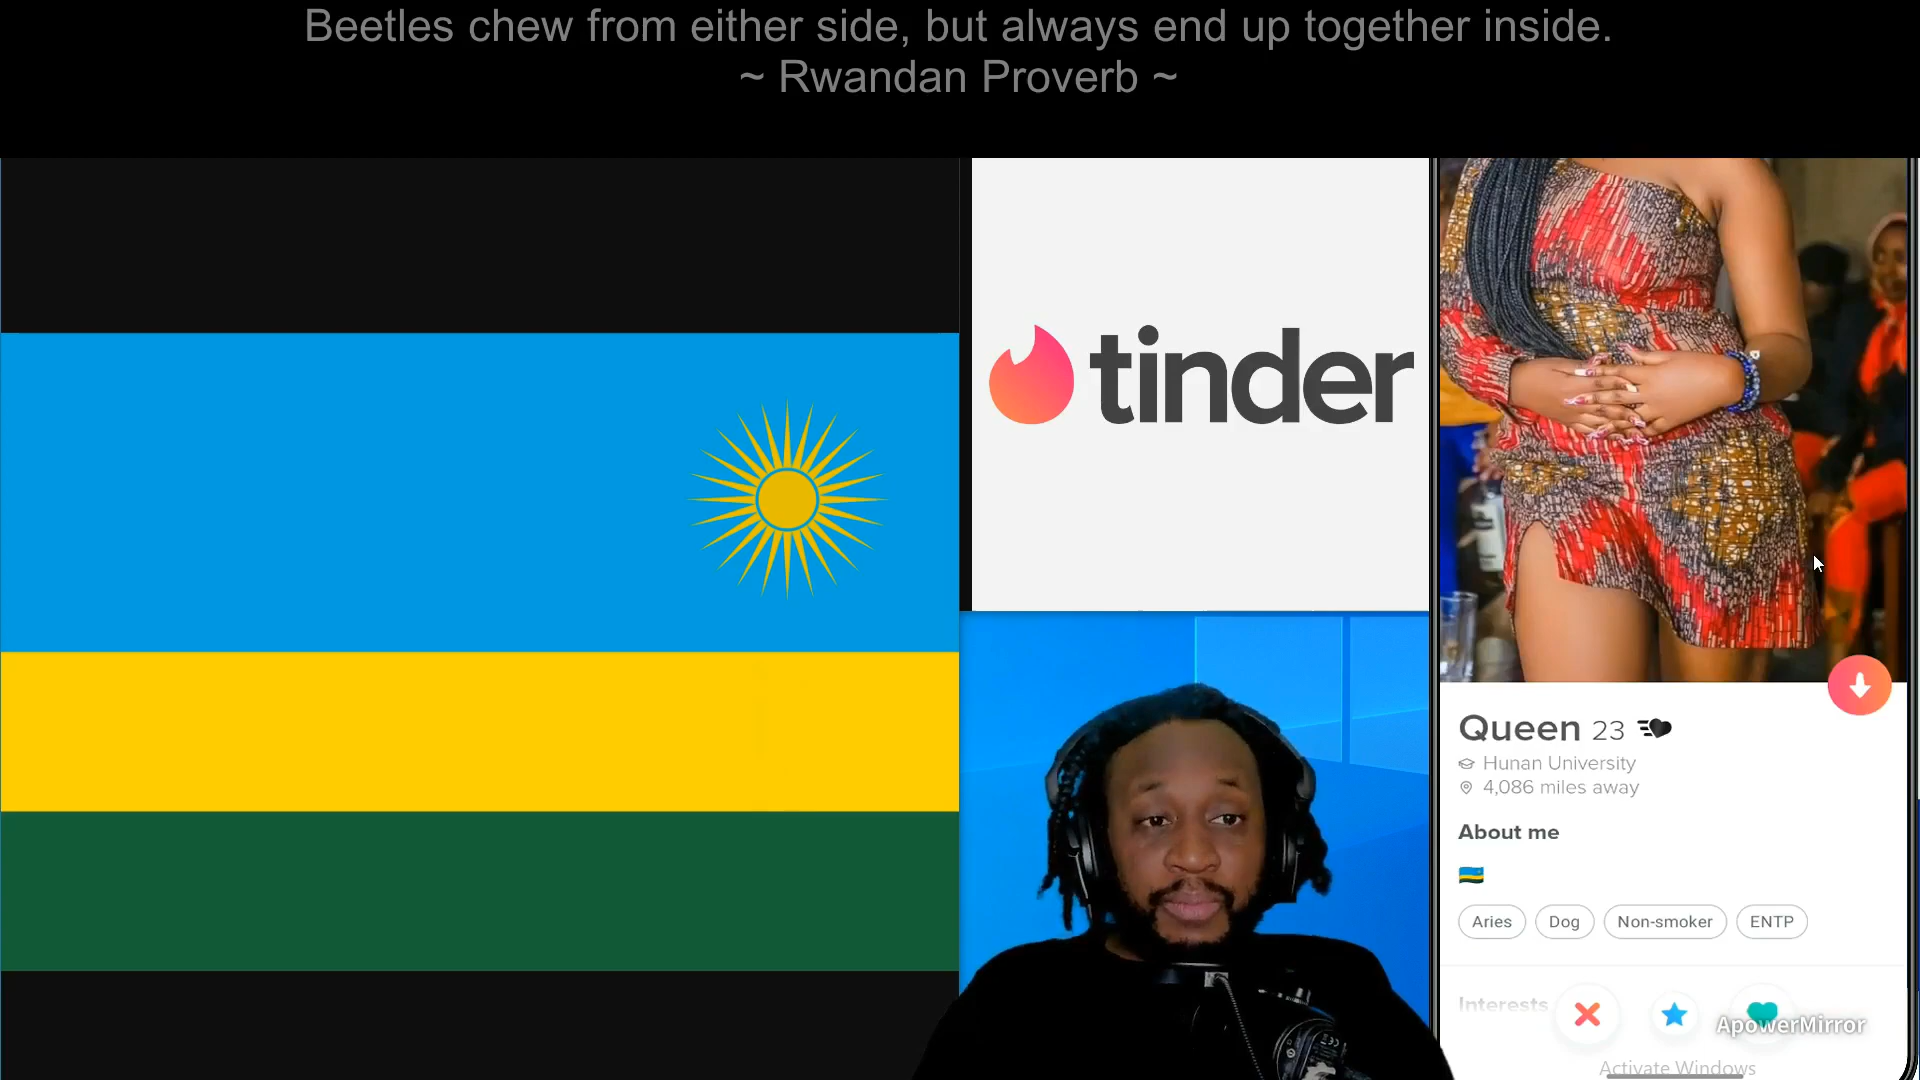 Beetles chew from either side, but always end up together inside.
~ Rwandan Proverb ~
tinder
Queen 23
Hunan University
4,086 miles away
About me
Aries Dog Non-smoker ENTP
Interests
ApowerMirror
Activate Windows